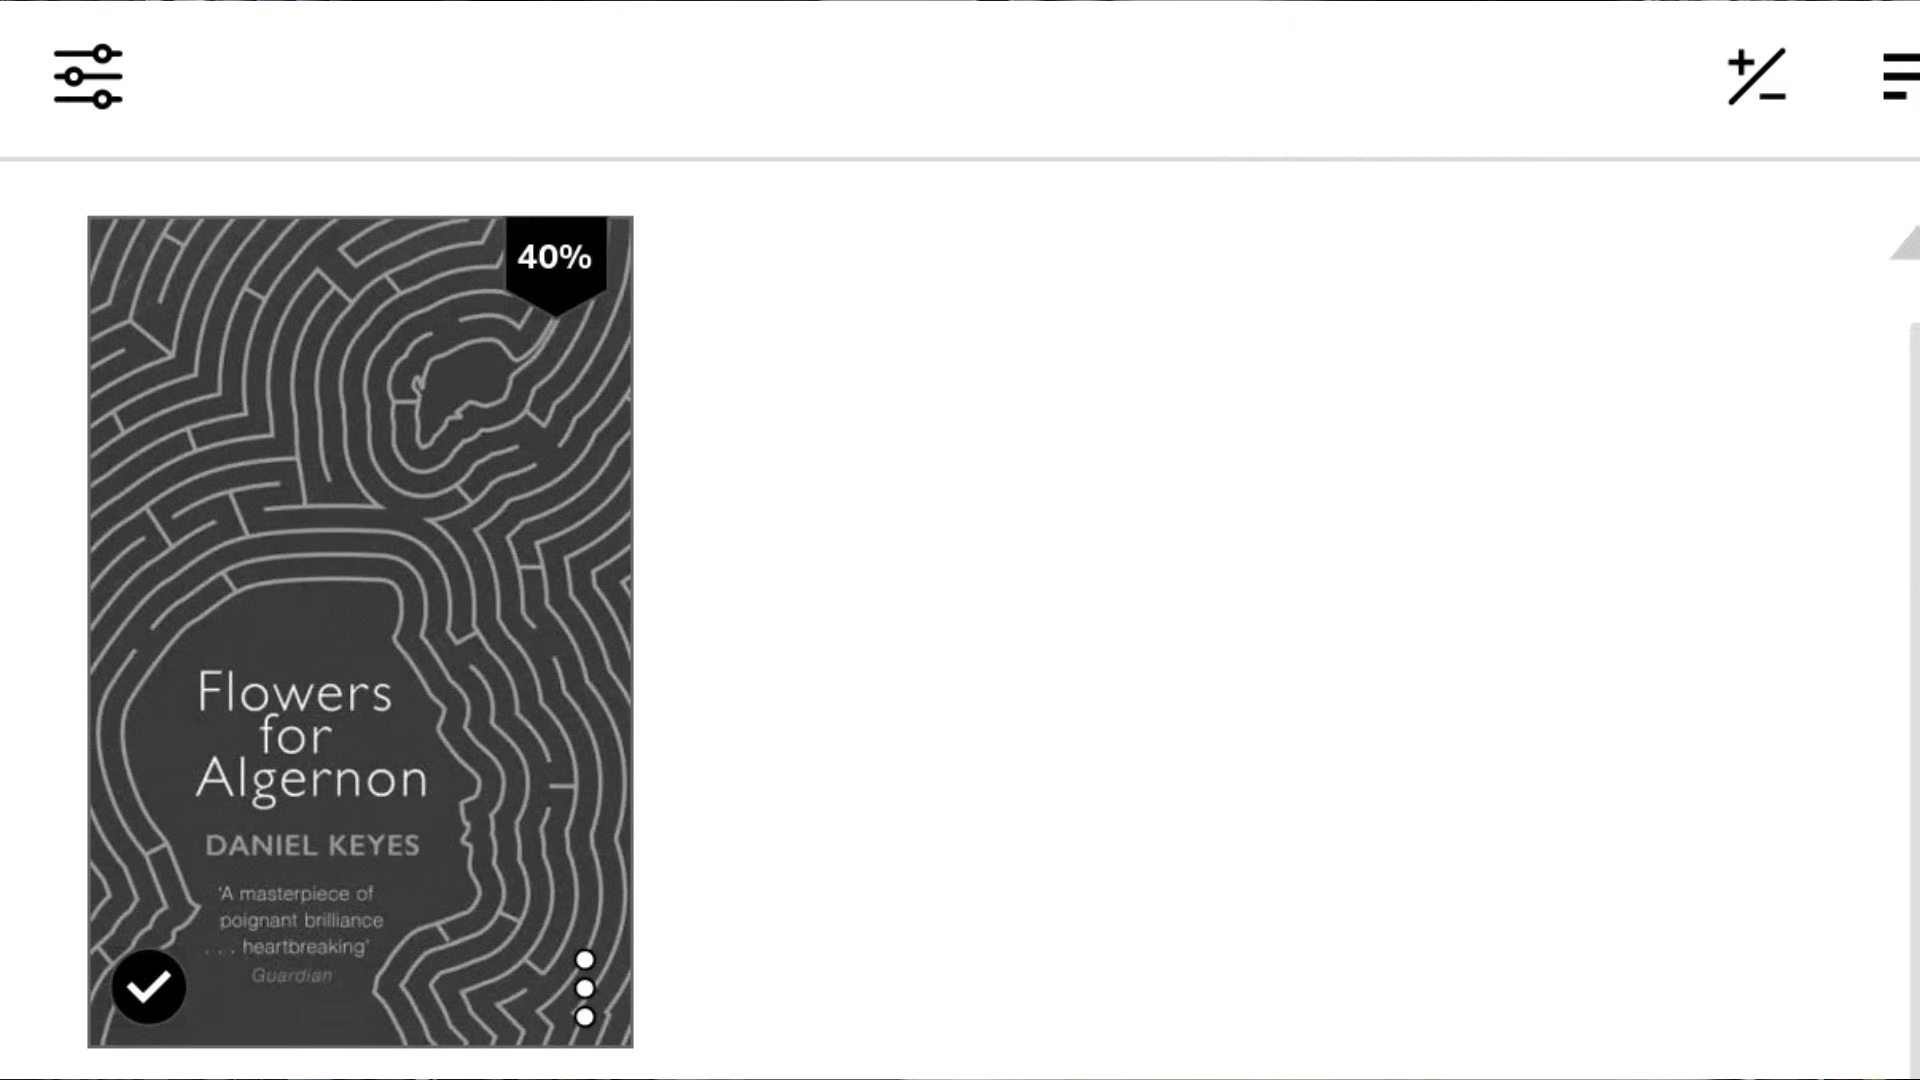 40%
Flowers
for
Algernon
DANIEL KEYES
'A masterpiece of
poignant brilliance
. . . heartbreaking'
Guardian